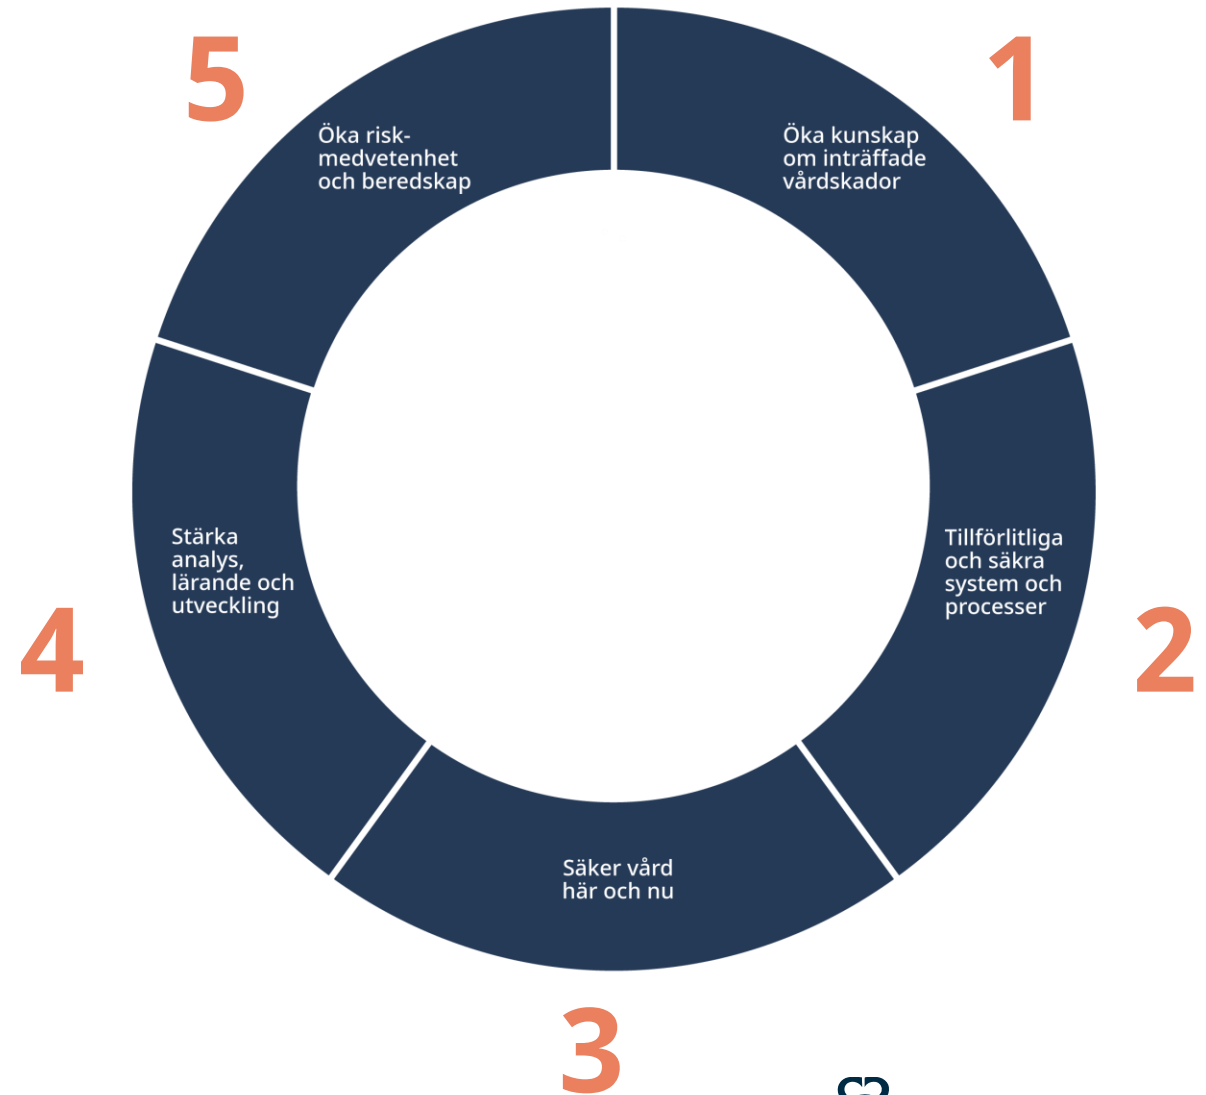 1
Öka kunskap
om inträffade
vårdskador
2
Tillförlitliga
och säkra
system och
processer
3
Säker vård
här och nu
4
Stärka
analys,
lärande och
utveckling
5
Öka risk-
medvetenhet
och beredskap